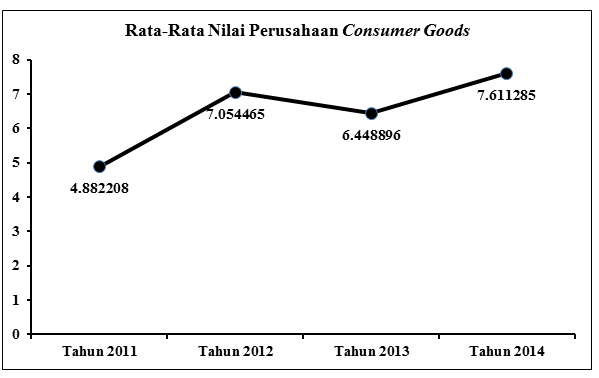 Rata-Rata Nilai Perusahaan Consumer Goods
8
7
6
5
4
3
2
1
0
4.882208
7.054465
6.448896
7.611285
Tahun 2011
Tahun 2012
Tahun 2013
Tahun 2014